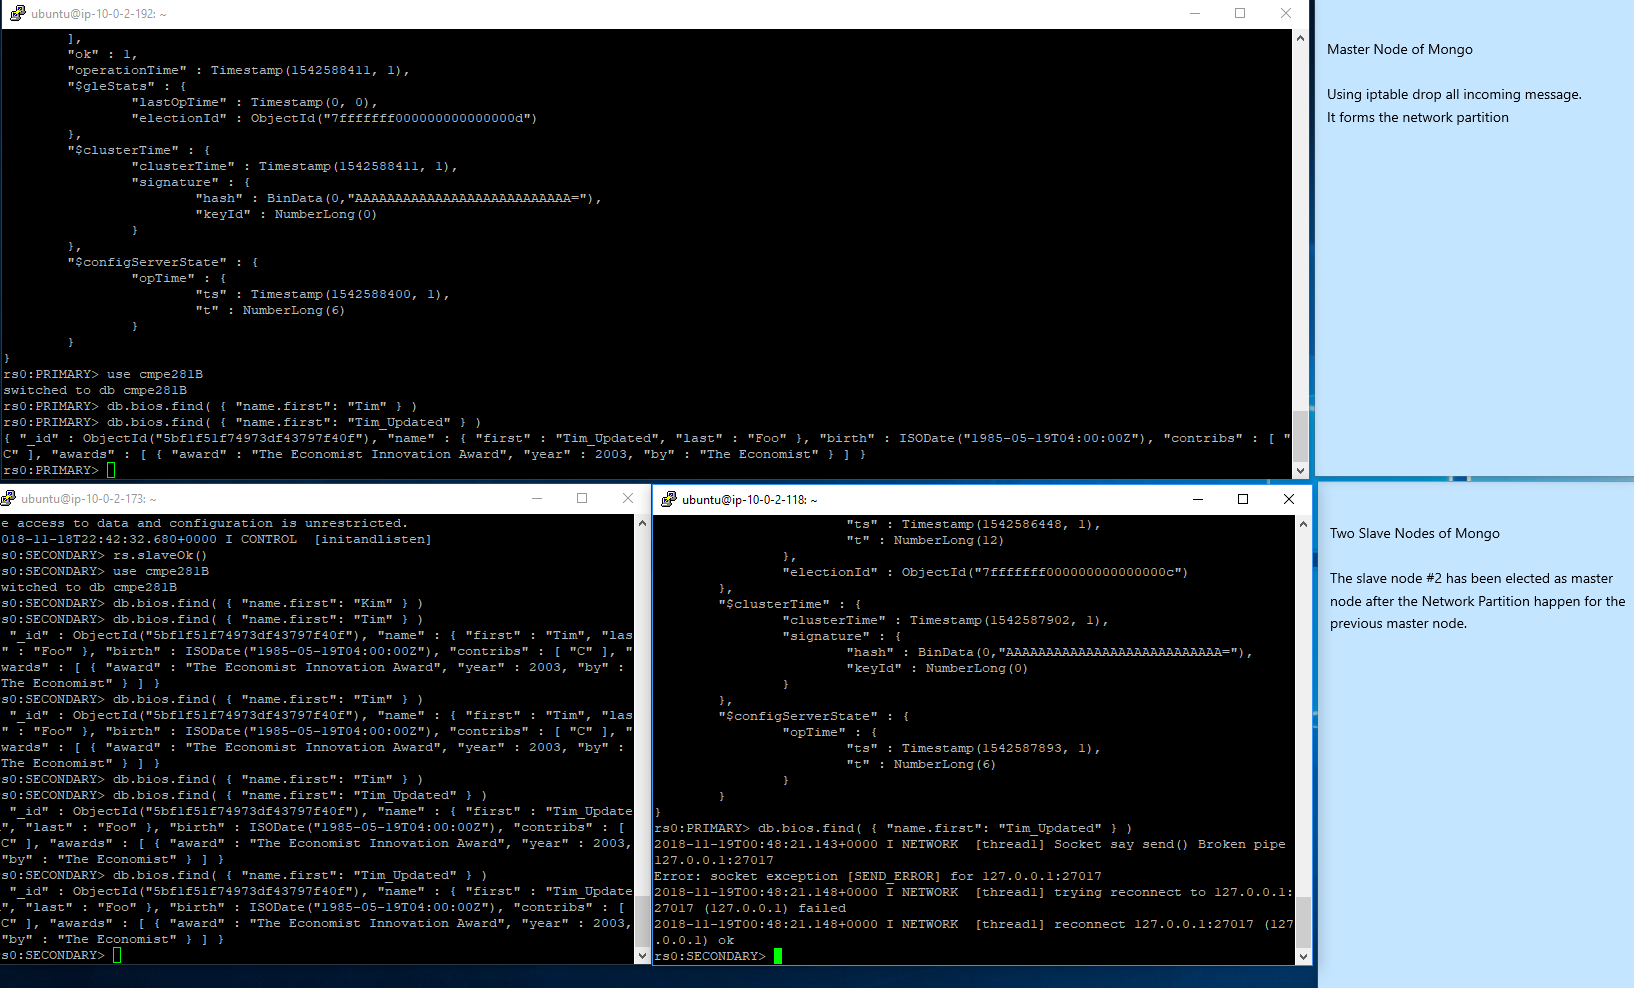 ubuntu@ip-10-0-2-192: ~
],
"ok" : 1,
"operationTime" : Timestamp(1542588411, 1),
"$gleStats" : {
"lastOpTime" : Timestamp(0, 0),
"electionId" : ObjectId("7fffffff000000000000000d")
},
"$clusterTime" : {
"clusterTime" : Timestamp(1542588411, 1),
"signature" : {
"hash" : BinData(0,"AAAAAAAAAAAAAAAAAAAAAAAAAAA="),
"keyId" : NumberLong(0)
}
},
"$configServerState" : {
"opTime" : {
"ts" : Timestamp(1542588400, 1),
"t" : NumberLong(6)
}
}
}
rs0:PRIMARY> use cmpe281B
switched to db cmpe281B
rs0:PRIMARY> db.bios.find( { "name.first": "Tim" } )
rs0:PRIMARY> db.bios.find( { "name.first": "Tim_Updated" } )
{ "_id" : ObjectId("5bf1f51f74973df43797f40f"), "name" : { "first" : "Tim_Updated", "last" : "Foo" }, "birth" : ISODate("1985-05-19T04:00:00Z"), "contribs" : [ "
C" ], "awards" : [ { "award" : "The Economist Innovation Award", "year" : 2003, "by" : "The Economist" } ] }
rs0:PRIMARY>
Master Node of Mongo
Using iptable drop all incoming message.
It forms the network partition
ubuntu@ip-10-0-2-173: ~
e access to data and configuration is unrestricted.
018-11-18T22:42:32.680+0000 I CONTROL  [initandlisten]
s0:SECONDARY> rs.slaveOk()
s0:SECONDARY> use cmpe281B
witched to db cmpe281B
s0:SECONDARY> db.bios.find( { "name.first": "Kim" } )
s0:SECONDARY> db.bios.find( { "name.first": "Tim" } )
"_id" : ObjectId("5bf1f51f74973df43797f40f"), "name" : { "first" : "Tim", "las
" : "Foo" }, "birth" : ISODate("1985-05-19T04:00:00Z"), "contribs" : [ "C" ], "
wards" : [ { "award" : "The Economist Innovation Award", "year" : 2003, "by" :
The Economist" } ] }
s0:SECONDARY> db.bios.find( { "name.first": "Tim" } )
"_id" : ObjectId("5bf1f51f74973df43797f40f"), "name" : { "first" : "Tim", "las
" : "Foo" }, "birth" : ISODate("1985-05-19T04:00:00Z"), "contribs" : [ "C" ], "
wards" : [ { "award" : "The Economist Innovation Award", "year" : 2003, "by" :
The Economist" } ] }
s0:SECONDARY> db.bios.find( { "name.first": "Tim" } )
s0:SECONDARY> db.bios.find( { "name.first": "Tim_Updated" } )
"_id" : ObjectId("5bf1f51f74973df43797f40f"), "name" : { "first" : "Tim_Update
", "last" : "Foo" }, "birth" : ISODate("1985-05-19T04:00:00Z"), "contribs" : [
C" ], "awards" : [ { "award" : "The Economist Innovation Award", "year" : 2003,
"by" : "The Economist" } ] }
s0:SECONDARY> db.bios.find( { "name.first": "Tim_Updated" } )
"_id" : ObjectId("5bf1f51f74973df43797f40f"), "name" : { "first" : "Tim_Update
", "last" : "Foo" }, "birth" : ISODate("1985-05-19T04:00:00Z"), "contribs" : [
C" ], "awards" : [ { "award" : "The Economist Innovation Award", "year" : 2003,
"by" : "The Economist" } ] }
s0:SECONDARY>
ubuntu@ip-10-0-2-118: ~
"ts" : Timestamp(1542586448, 1),
"t" : NumberLong(12)
},
"electionId" : ObjectId("7fffffff000000000000000c")
},
"$clusterTime" : {
"clusterTime" : Timestamp(1542587902, 1),
"signature" : {
"hash" : BinData(0,"AAAAAAAAAAAAAAAAAAAAAAAAAAA="),
"keyId" : NumberLong(0)
}
},
"$configServerState" : {
"opTime" : {
"ts" : Timestamp(1542587893, 1),
"t" : NumberLong(6)
}
}
}
rs0:PRIMARY> db.bios.find( { "name.first": "Tim_Updated" } )
2018-11-19T00:48:21.143+0000 I NETWORK  [thread1] Socket say send() Broken pipe
127.0.0.1:27017
Error: socket exception [SEND_ERROR] for 127.0.0.1:27017
2018-11-19T00:48:21.148+0000 I NETWORK  [thread1] trying reconnect to 127.0.0.1:
27017 (127.0.0.1) failed
2018-11-19T00:48:21.148+0000 I NETWORK  [thread1] reconnect 127.0.0.1:27017 (127
.0.0.1) ok
rs0:SECONDARY>
Two Slave Nodes of Mongo
The slave node #2 has been elected as master
node after the Network Partition happen for the
previous master node.